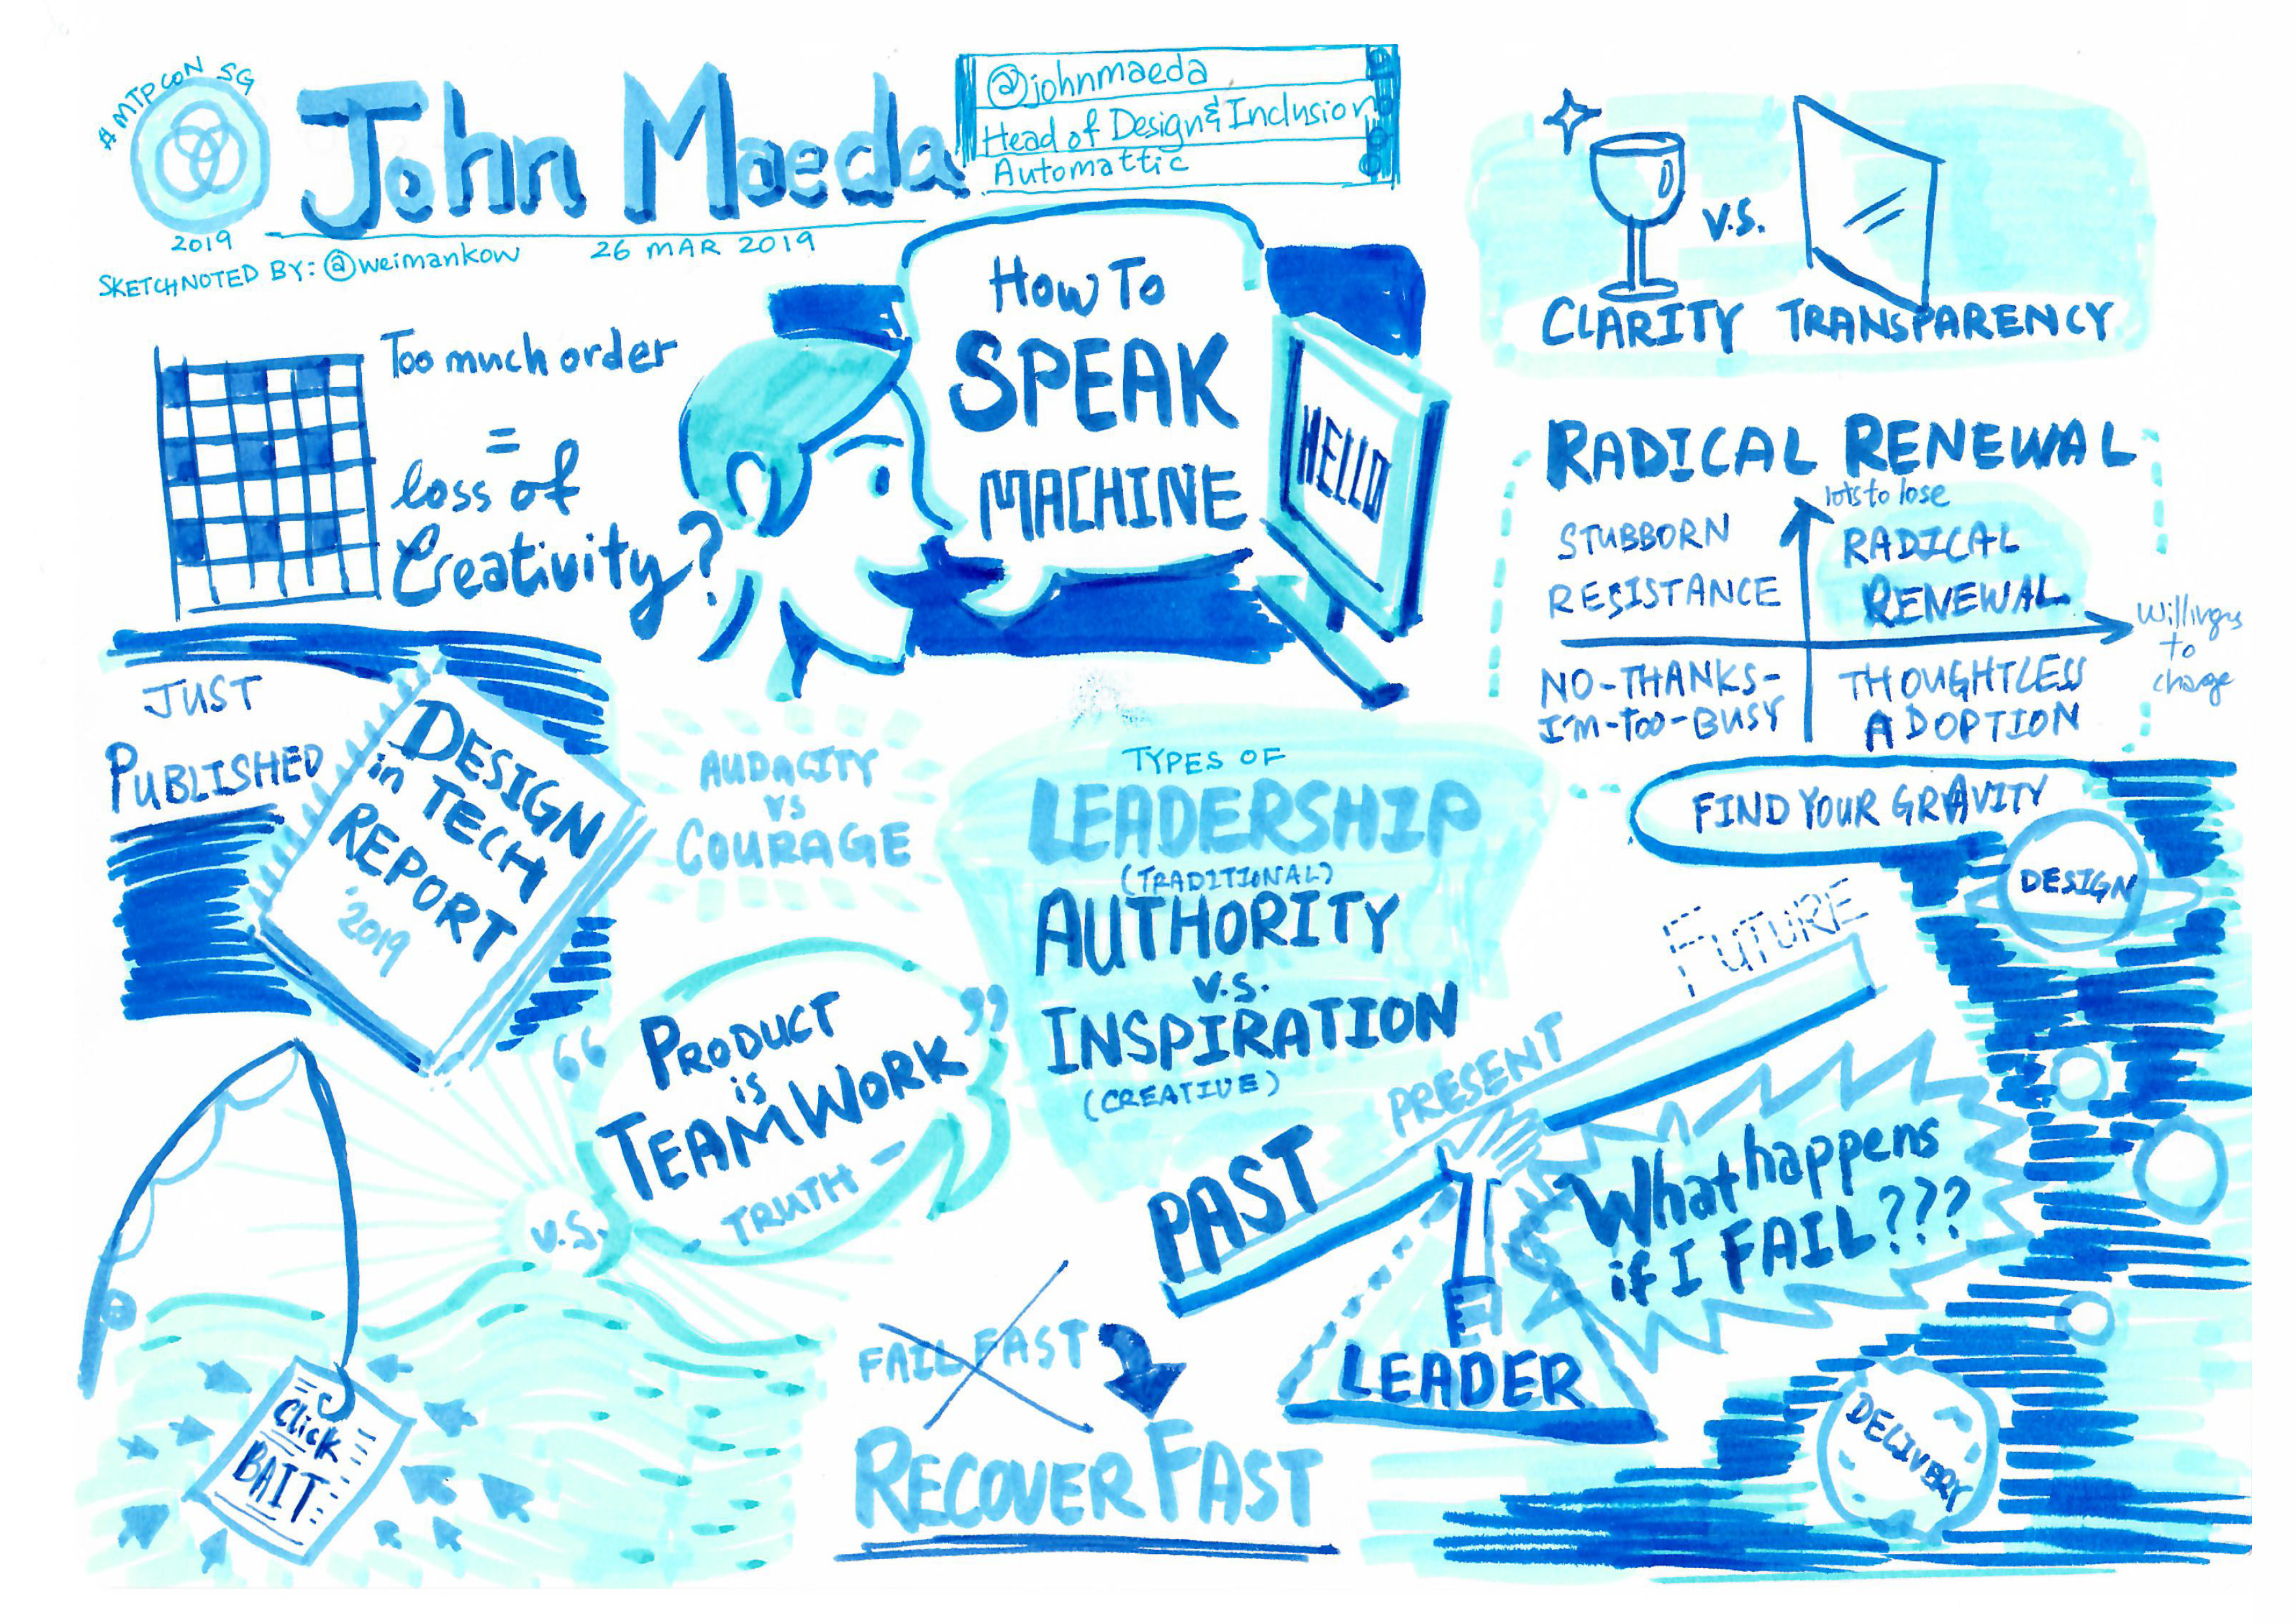 #MTPCON SG
2019
John Maeda
@johnmaeda
Head of Design & Inclusion
Automattic
SKETCHNOTED BY: @weimankow 26 MAR 2019
Too much order
=
loss of
Creativity?
How To
SPEAK
MACHINE
HELLO
V.S.
CLARITY TRANSPARENCY
RADICAL RENEWAL
lots to lose
STUBBORN
RESISTANCE
RADICAL
RENEWAL
Willingns
to
change
NO-THANKS-
I'M-TOO-BUSY
THOUGHTLESS
ADOPTION
JUST
PUBLISHED
DESIGN
in TECH
REPORT
'2019
AUDACITY
VS
COURAGE
TYPES OF
LEADERSHIP
(TRADITIONAL)
AUTHORITY
V.S.
INSPIRATION
(CREATIVE)
FIND YOUR GRAVITY
DESIGN
DELIVERY
“PRODUCT
is
TEAMWORK”
TRUTH –
V.S.
Click
BAIT
PAST
PRESENT
FUTURE
What happens
if I FAIL???
LEADER
FAIL FAST
RECOVER FAST